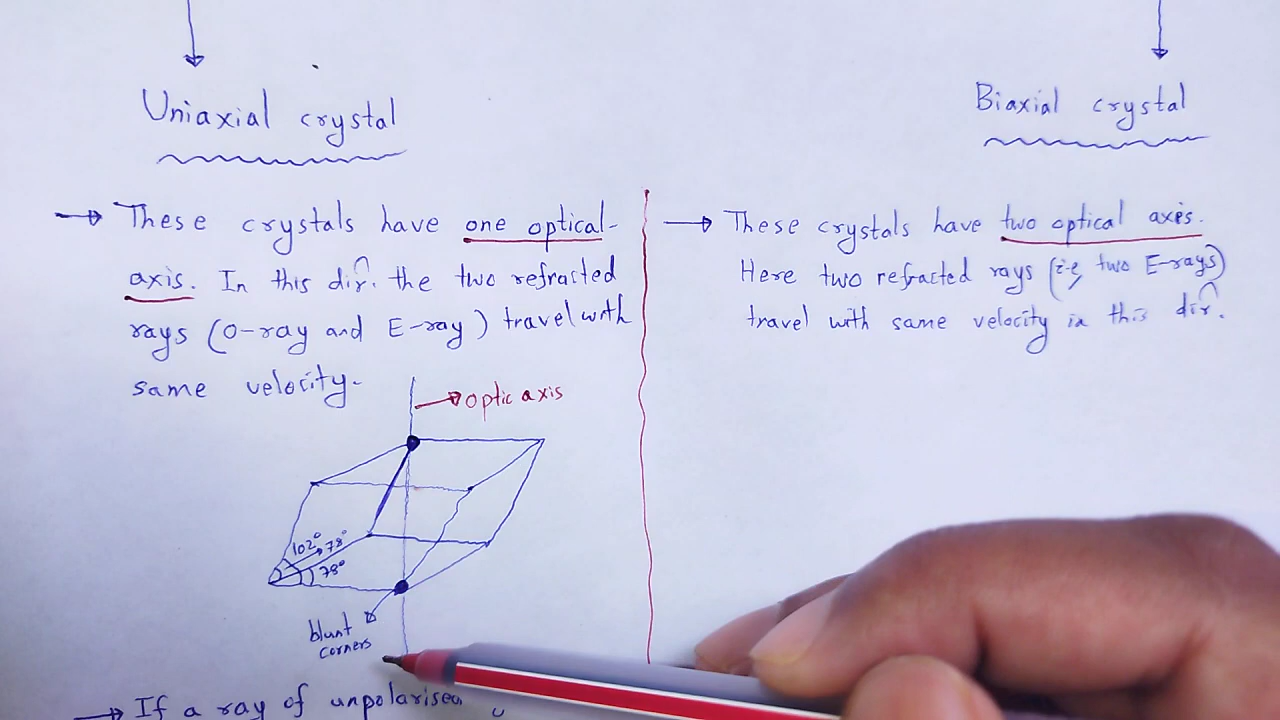 Uniaxial crystal
→ These crystals have one optical-
axis. In this dirn. the two refracted
rays (O-ray and E-ray) travel with
same velocity.
→ optic axis
102° 78°
78°
blunt
corners
→ If a ray of unpolarised
Biaxial crystal
→ These crystals have two optical axes.
Here two refracted rays (i.e, two E-rays)
travel with same velocity in this dirn.